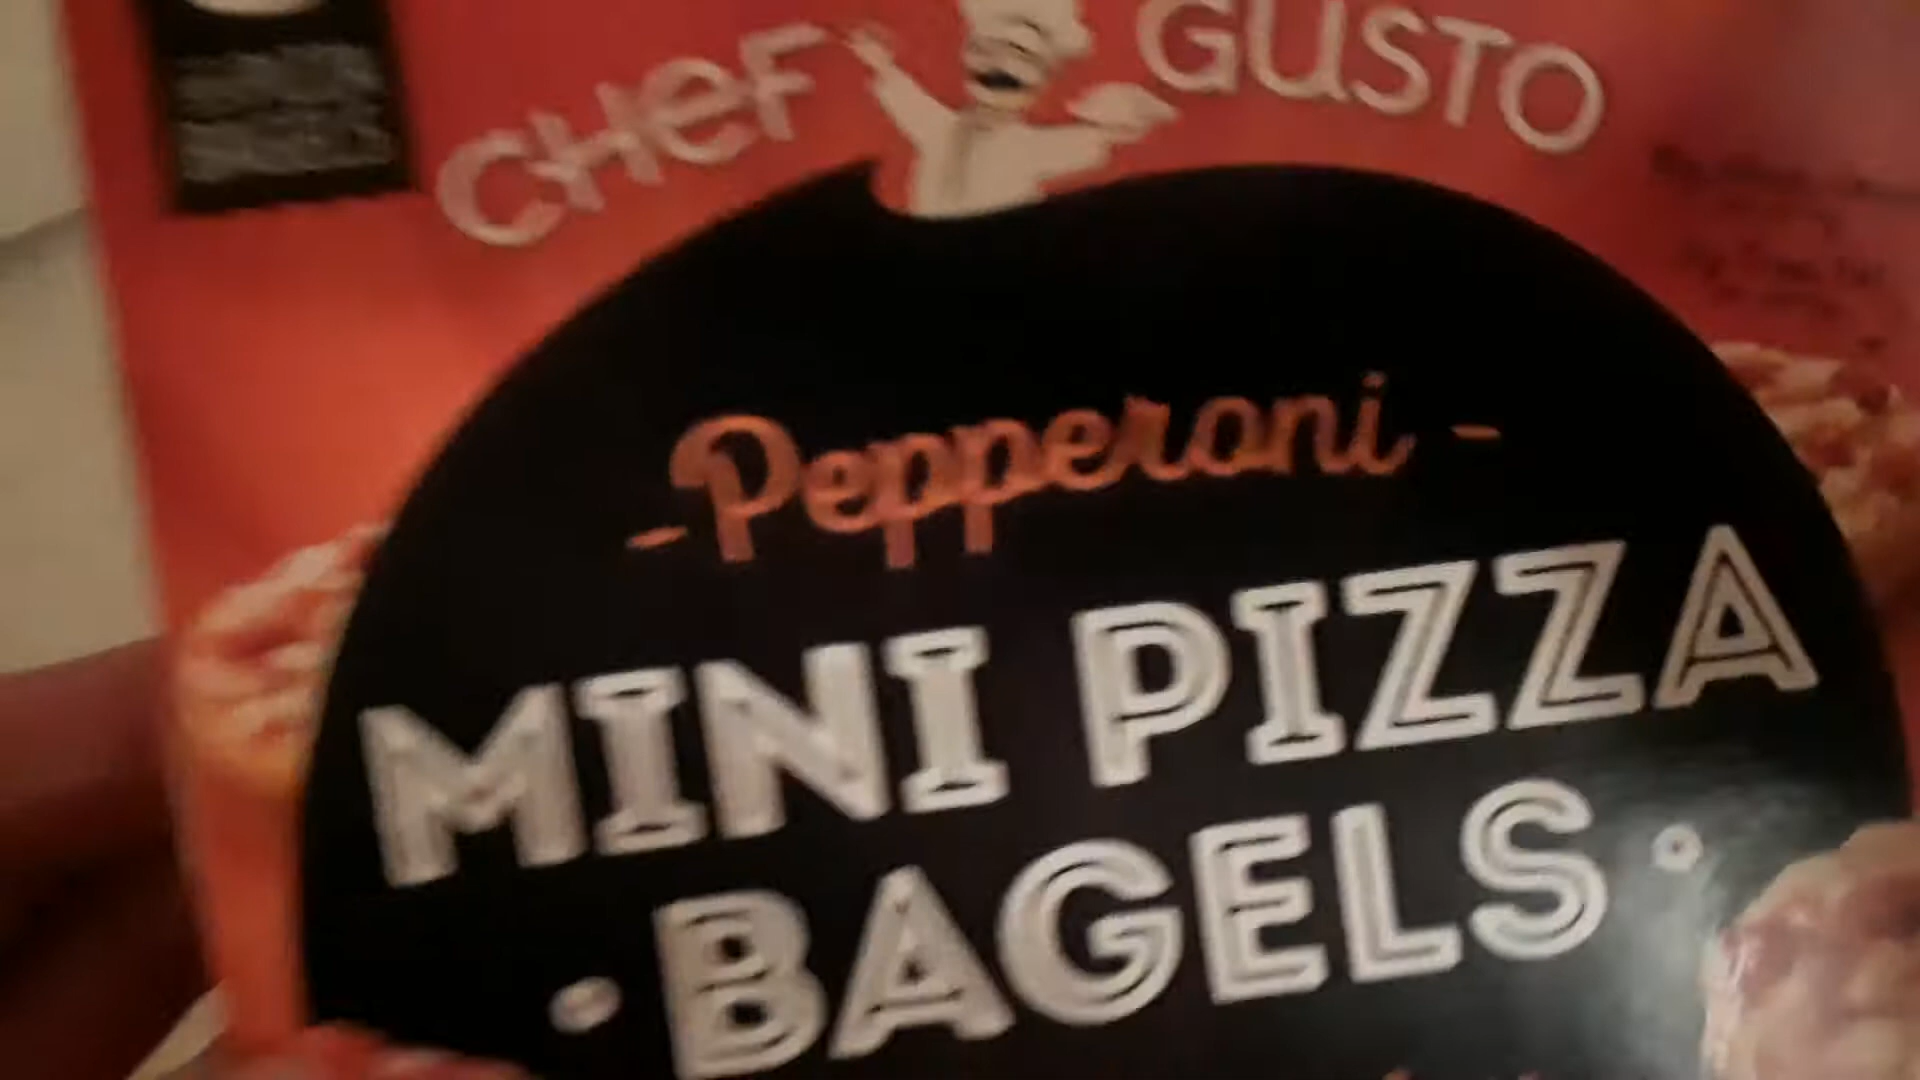 CHEF GUSTO
-Pepperoni-
MINI PIZZA
• BAGELS •